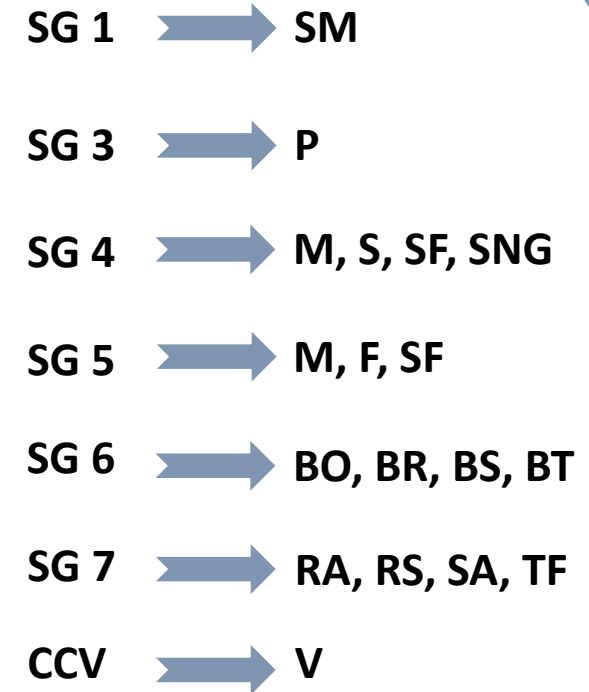 SG 1 SM
SG 3 P
SG 4 M, S, SF, SNG
SG 5 M, F, SF
SG 6 BO, BR, BS, BT
SG 7 RA, RS, SA, TF
CCV V